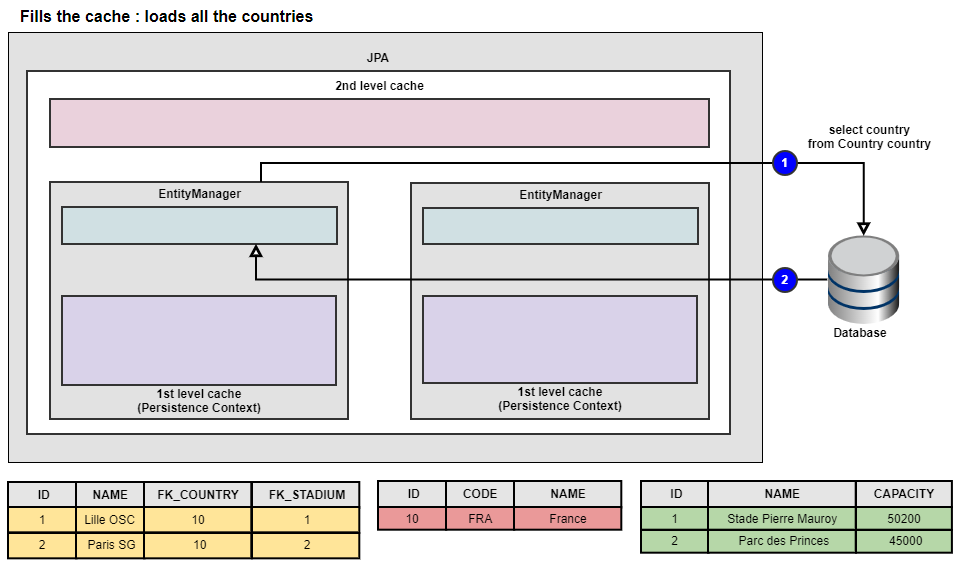 Fills the cache : loads all the countries
JPA
2nd level cache
select country
from Country country
1
EntityManager
EntityManager
2
Database
1st level cache
(Persistence Context)
1st level cache
(Persistence Context)
ID NAME FK_COUNTRY FK_STADIUM
1 Lille OSC 10 1
2 Paris SG 10 2
ID CODE NAME
10 FRA France
ID NAME CAPACITY
1 Stade Pierre Mauroy 50200
2 Parc des Princes 45000